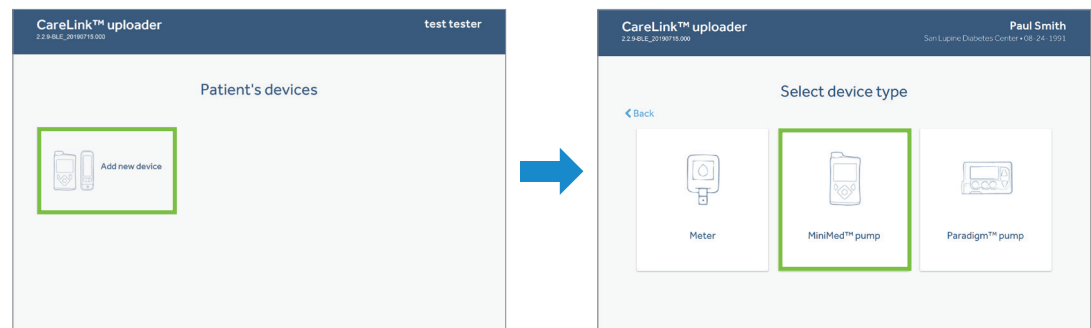 CareLink™ uploader
test tester
2.2.9-BLE_20190715.000
Patient's devices
Add new device
CareLink™ uploader
Paul Smith
2.2.9-BLE_20190715.000
San Lupine Diabetes Center • 08-24-1991
Select device type
Back
Meter
MiniMed™ pump
Paradigm™ pump